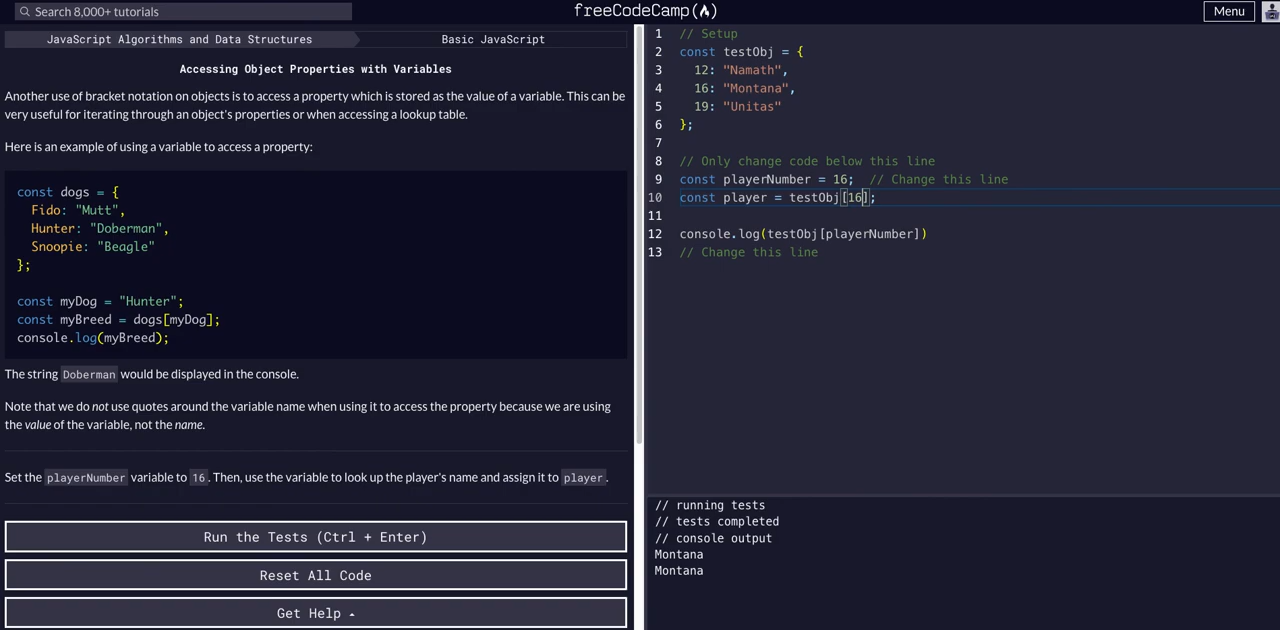 Search 8,000+ tutorials
freeCodeCamp
Menu
JavaScript Algorithms and Data Structures
Basic JavaScript
Accessing Object Properties with Variables
Another use of bracket notation on objects is to access a property which is stored as the value of a variable. This can be
very useful for iterating through an object's properties or when accessing a lookup table.
Here is an example of using a variable to access a property:
const dogs = {
  Fido: "Mutt",
  Hunter: "Doberman",
  Snoopie: "Beagle"
};
const myDog = "Hunter";
const myBreed = dogs[myDog];
console.log(myBreed);
The string Doberman would be displayed in the console.
Note that we do not use quotes around the variable name when using it to access the property because we are using
the value of the variable, not the name.
Set the playerNumber variable to 16. Then, use the variable to look up the player's name and assign it to player.
Run the Tests (Ctrl + Enter)
Reset All Code
Get Help
1 // Setup
2 const testObj = {
3   12: "Namath",
4   16: "Montana",
5   19: "Unitas"
6 };
7
8 // Only change code below this line
9 const playerNumber = 16;  // Change this line
10 const player = testObj[16];
11
12 console.log(testObj[playerNumber])
13 // Change this line
// running tests
// tests completed
// console output
Montana
Montana